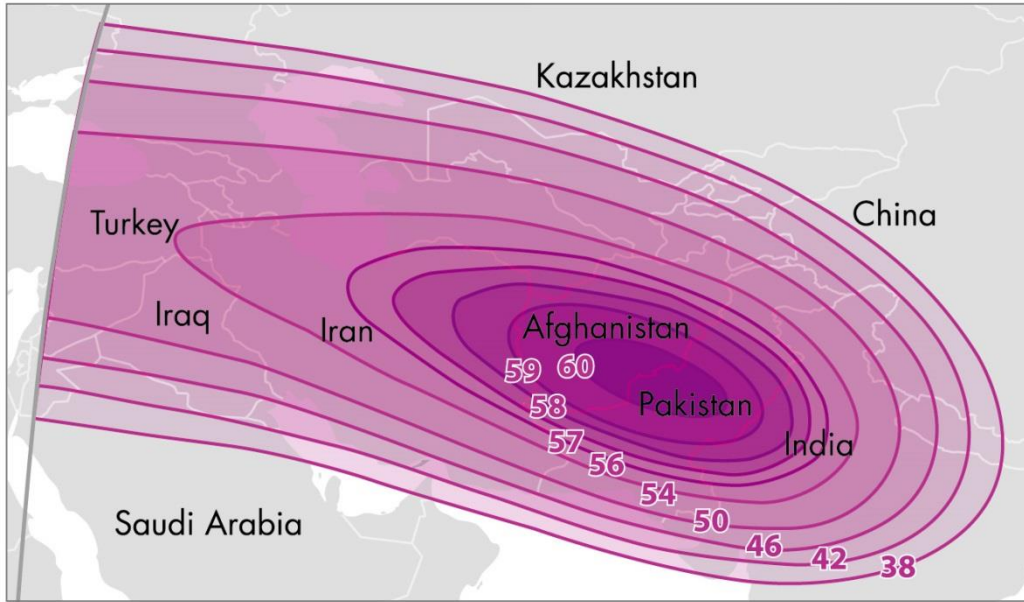 Kazakhstan
China
Turkey
Iraq
Iran
Afghanistan
59
60
58
Pakistan
57
India
56
54
50
46
42
38
Saudi Arabia